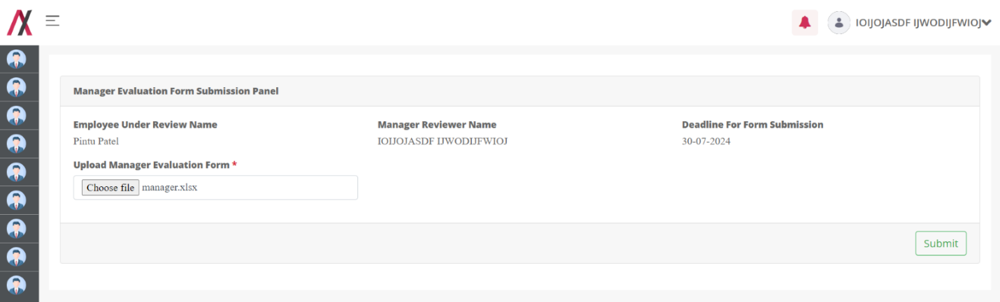 IOIJOJASDF IJWODIJFWIOJ
Manager Evaluation Form Submission Panel
Employee Under Review Name
Manager Reviewer Name
Deadline For Form Submission
Pintu Patel
IOIJOJASDF IJWODIJFWIOJ
30-07-2024
Upload Manager Evaluation Form *
Choose file manager.xlsx
Submit